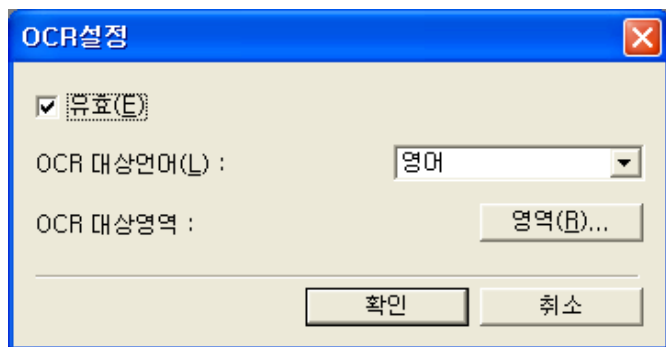 OCR설정
유효(E)
OCR 대상언어(L) : 영어
OCR 대상영역 : 영역(R)...
확인 취소